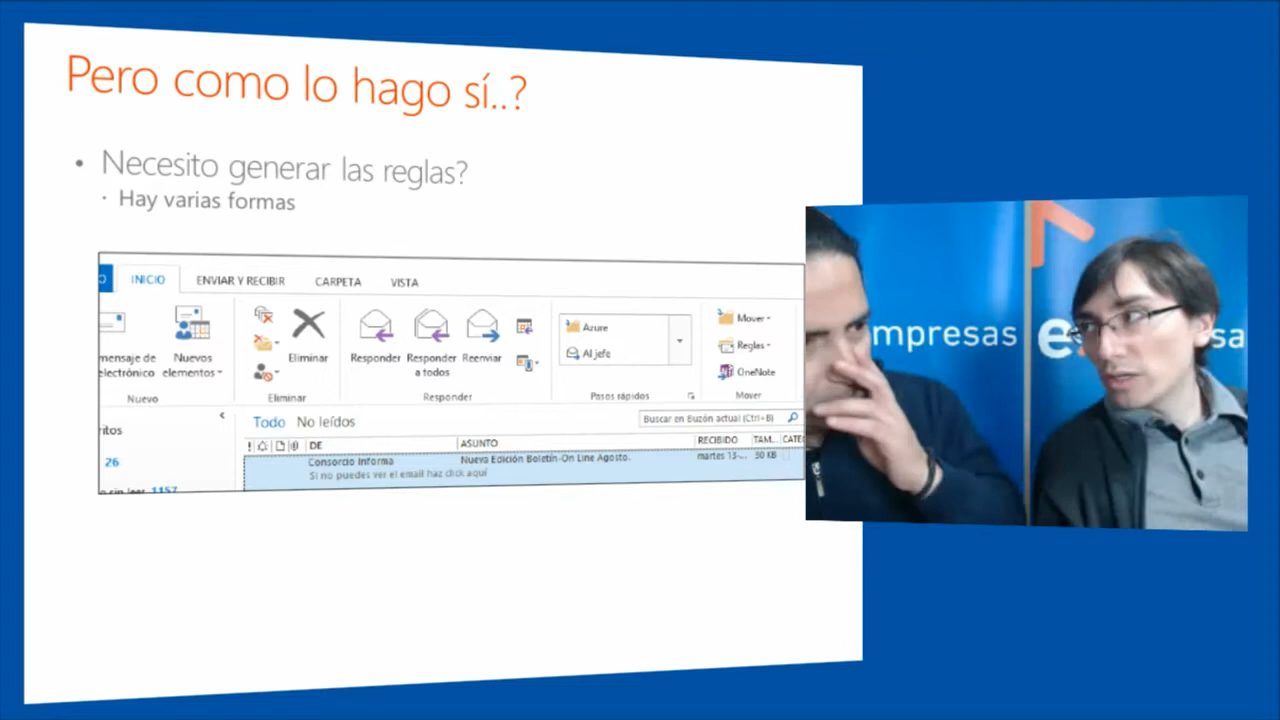 Pero como lo hago sí..?
• Necesito generar las reglas?
· Hay varias formas
O INICIO ENVIAR Y RECIBIR CARPETA VISTA
mensaje de
electrónico
Nuevos
elementos
Nuevo
Eliminar
Eliminar
Responder
Responder
a todos
Reenviar
Responder
Azure
Al jefe
Pasos rápidos
Mover
Reglas
OneNote
Mover
ritos
26
o sin leer 1157
Todo No leídos
Buscar en Buzón actual (Ctrl+B)
! DE ASUNTO RECIBIDO TAM... CATE
Consorcio Informa Nueva Edición Boletín-On Line Agosto. martes 13-... 30 KB
Si no puedes ver el email haz click aquí
mpresas
e
sa